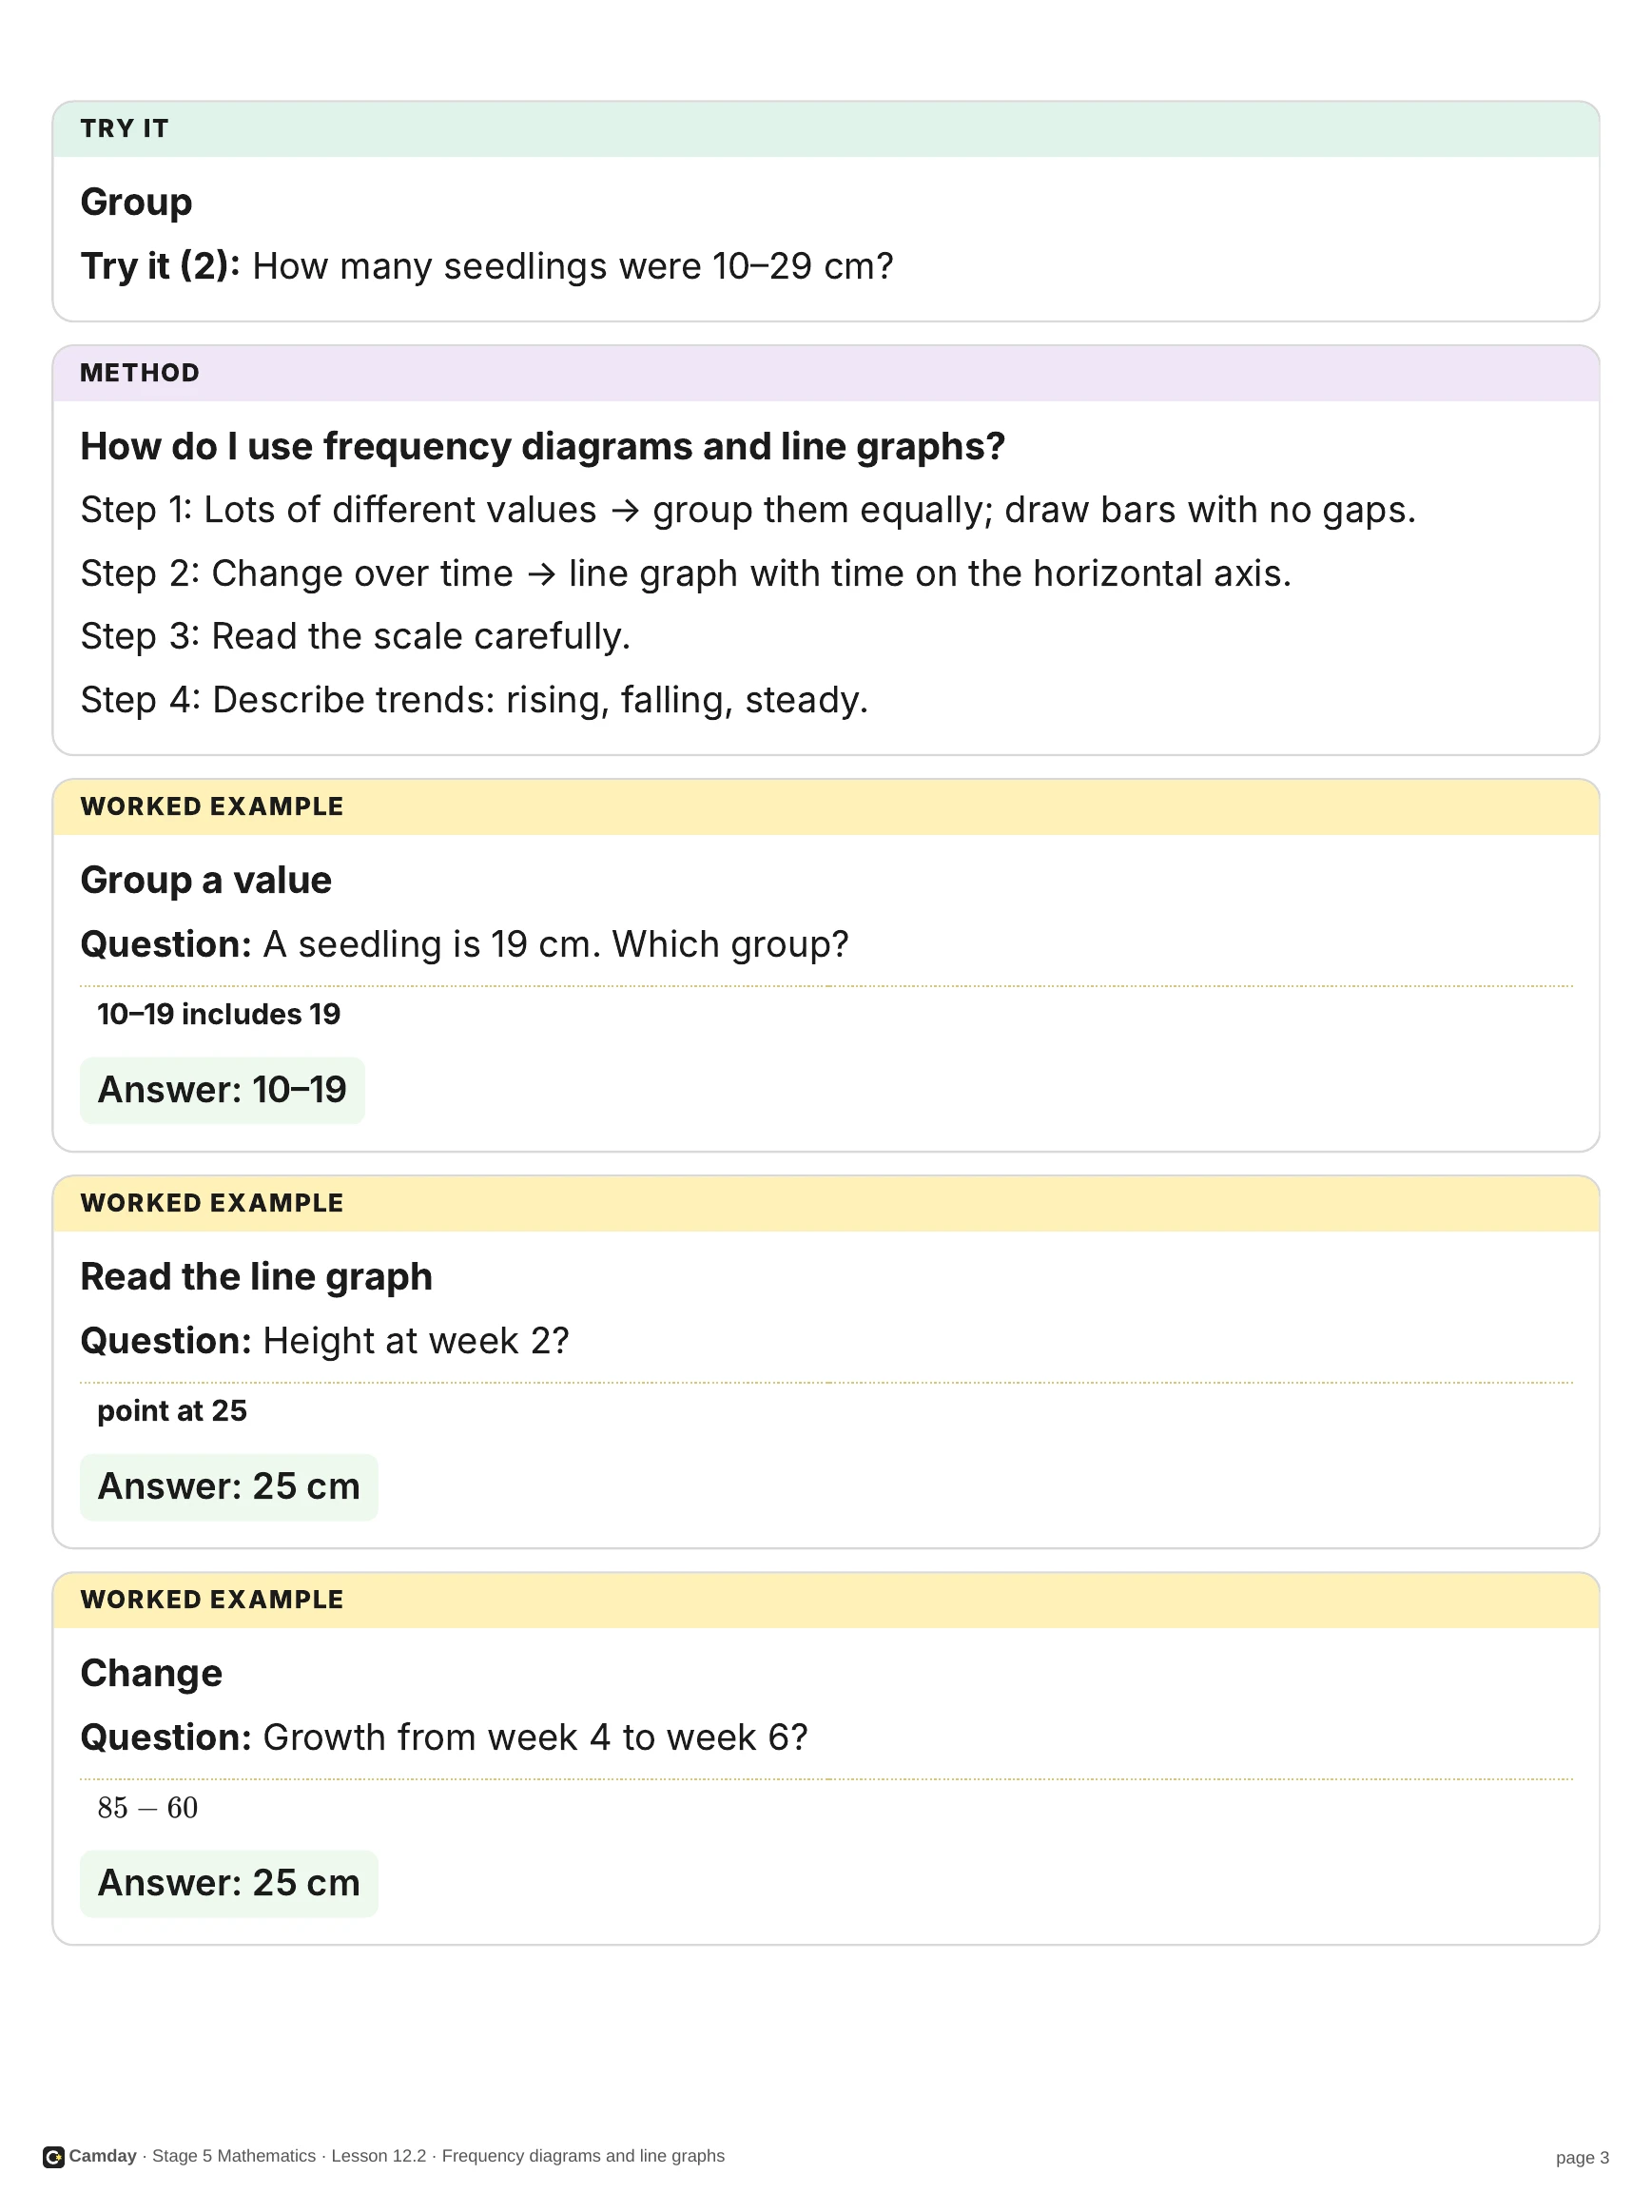 TRY IT
Group
Try it (2): How many seedlings were 10–29 cm?
METHOD
How do I use frequency diagrams and line graphs?
Step 1: Lots of different values → group them equally; draw bars with no gaps.
Step 2: Change over time → line graph with time on the horizontal axis.
Step 3: Read the scale carefully.
Step 4: Describe trends: rising, falling, steady.
WORKED EXAMPLE
Group a value
Question: A seedling is 19 cm. Which group?
10–19 includes 19
Answer: 10–19
WORKED EXAMPLE
Read the line graph
Question: Height at week 2?
point at 25
Answer: 25 cm
WORKED EXAMPLE
Change
Question: Growth from week 4 to week 6?
85 − 60
Answer: 25 cm
Camday · Stage 5 Mathematics · Lesson 12.2 · Frequency diagrams and line graphs
page 3